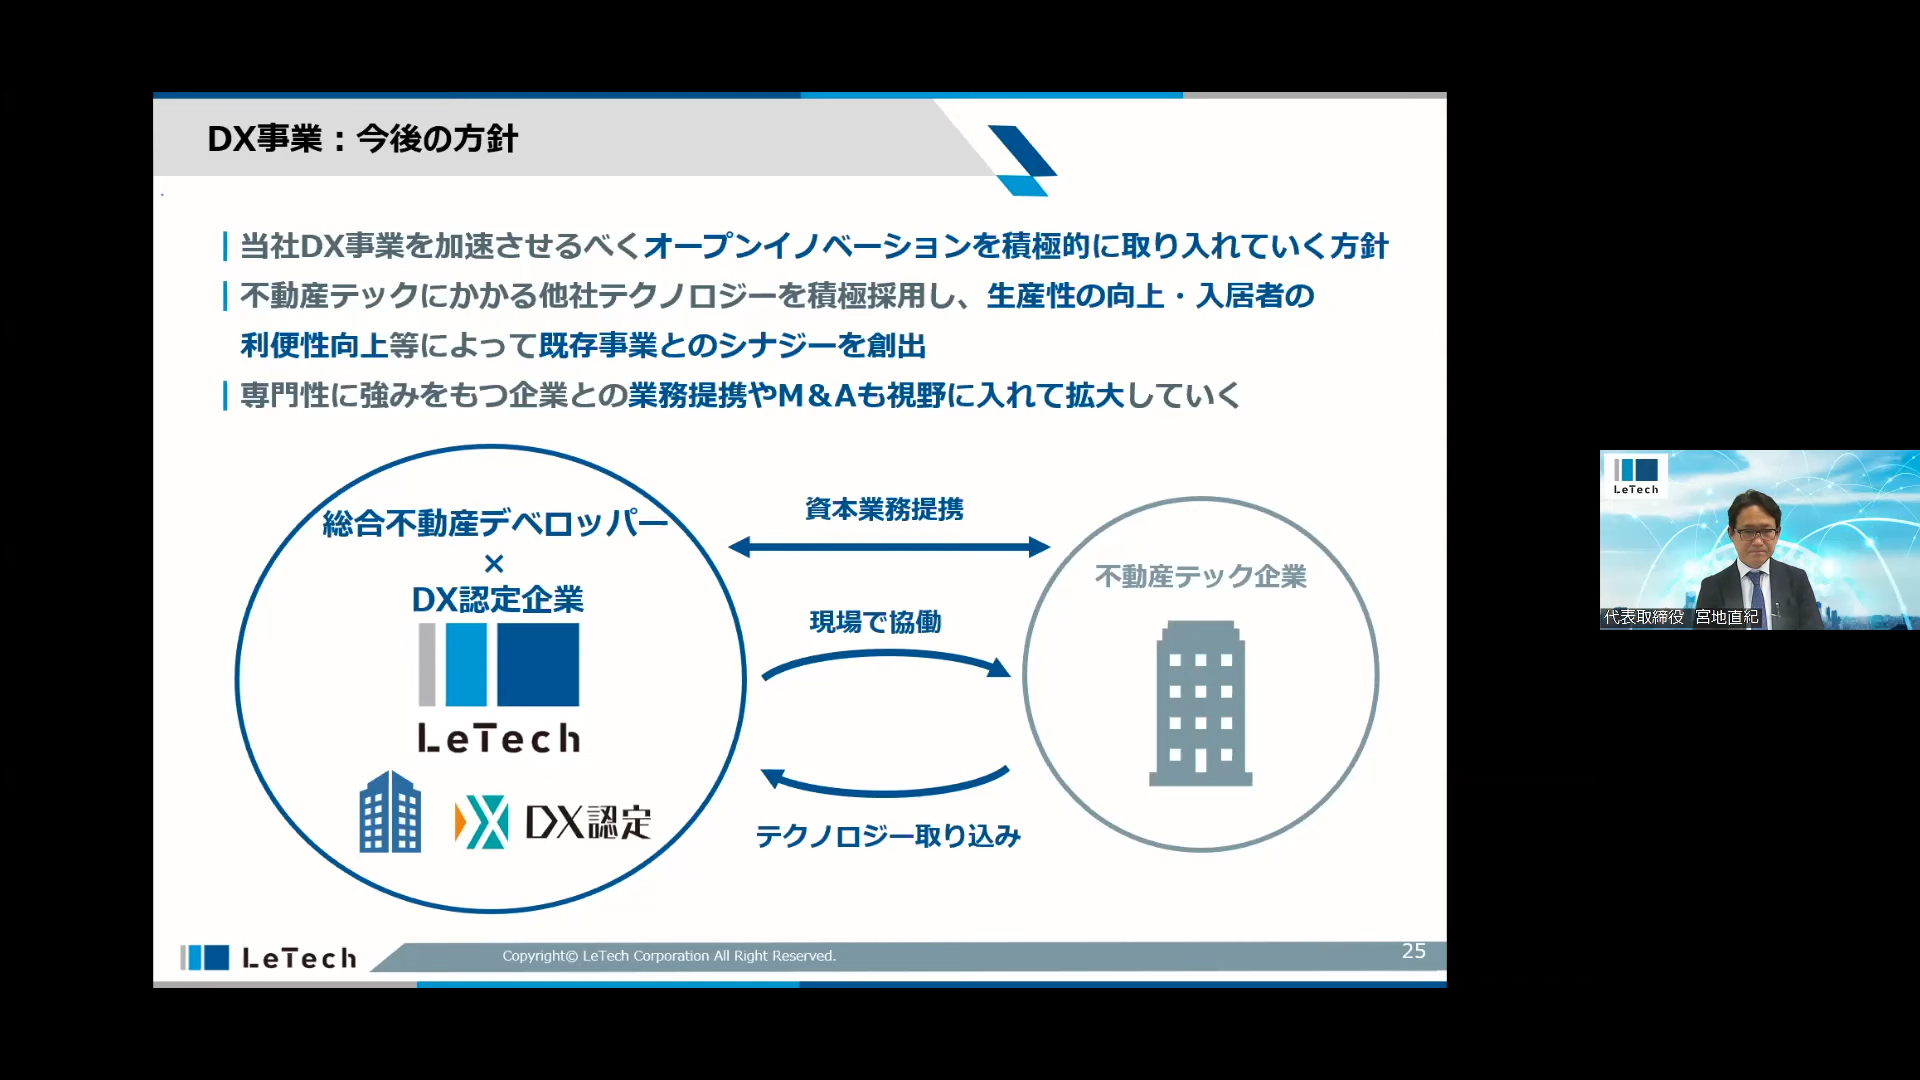 DX事業：今後の方針
当社DX事業を加速させるべくオープンイノベーションを積極的に取り入れていく方針
不動産テックにかかる他社テクノロジーを積極採用し、生産性の向上・入居者の
利便性向上等によって既存事業とのシナジーを創出
専門性に強みをもつ企業との業務提携やM＆Aも視野に入れて拡大していく
総合不動産デベロッパー
×
DX認定企業
LeTech
DX認定
資本業務提携
現場で協働
テクノロジー取り込み
不動産テック企業
LeTech
Copyright© LeTech Corporation All Right Reserved.
25
LeTech
代表取締役 宮地直紀